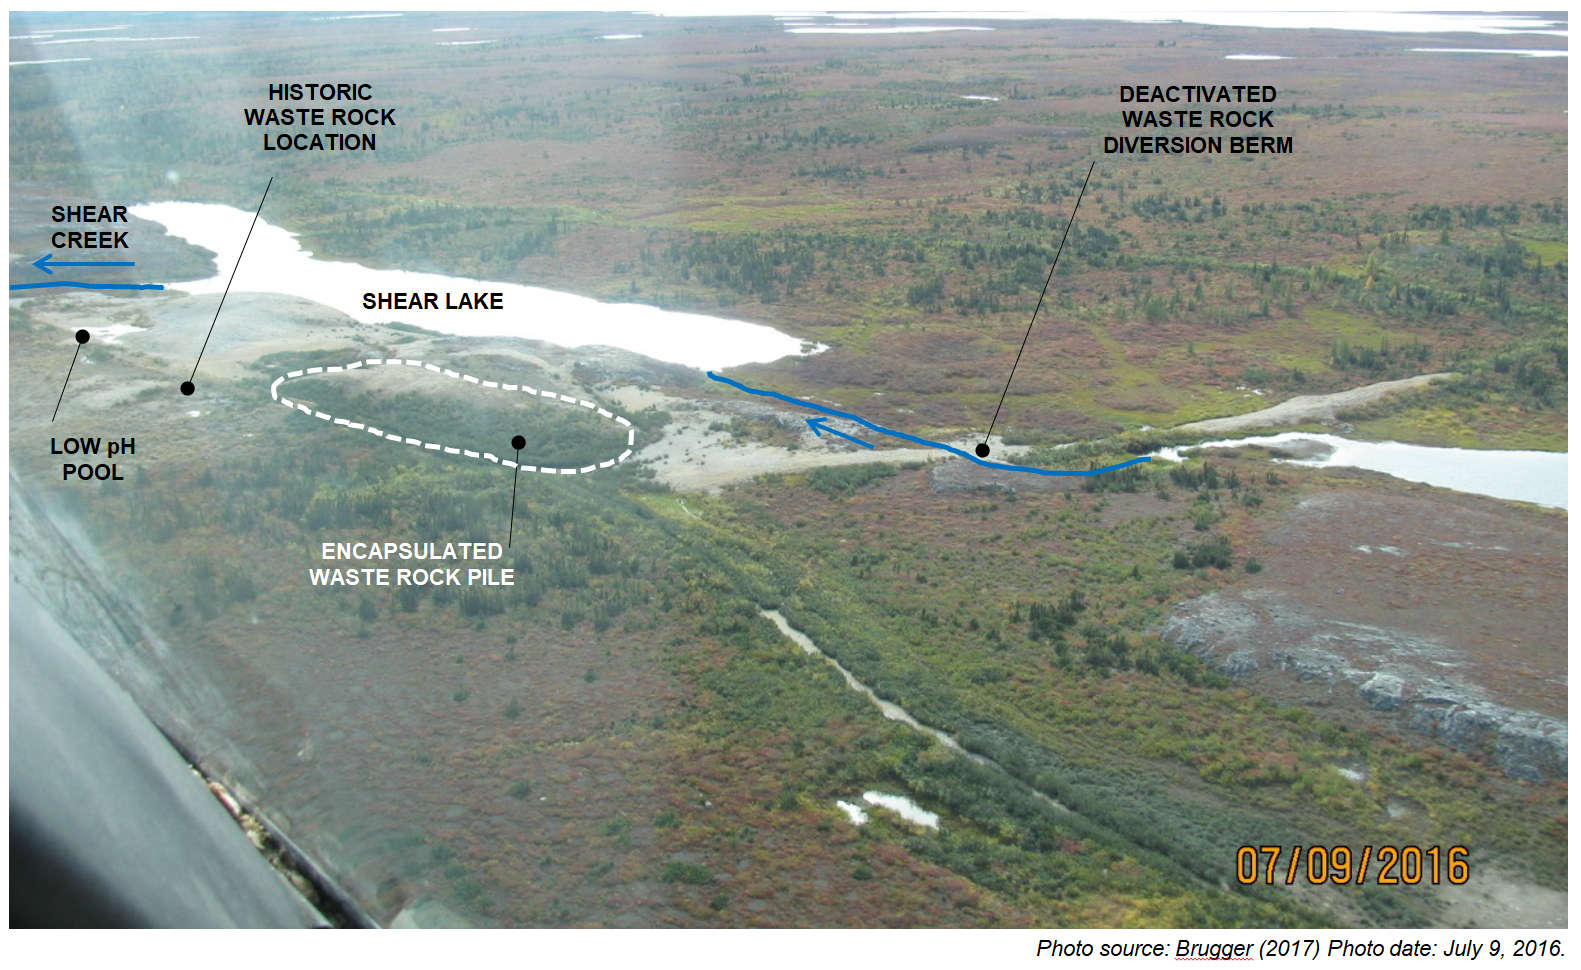 HISTORIC
WASTE ROCK
LOCATION
DEACTIVATED
WASTE ROCK
DIVERSION BERM
SHEAR
CREEK
SHEAR LAKE
LOW pH
POOL
ENCAPSULATED
WASTE ROCK PILE
07/09/2016
Photo source: Brugger (2017) Photo date: July 9, 2016.